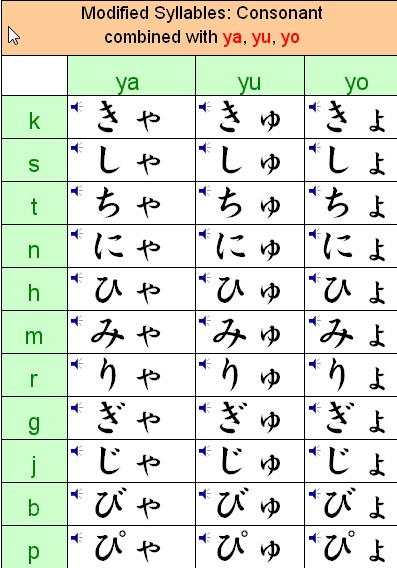 Modified Syllables: Consonant
combined with ya, yu, yo
ya yu yo
k きゃ きゅ きょ
s しゃ しゅ しょ
t ちゃ ちゅ ちょ
n にゃ にゅ にょ
h ひゃ ひゅ ひょ
m みゃ みゅ みょ
r りゃ りゅ りょ
g ぎゃ ぎゅ ぎょ
j じゃ じゅ じょ
b びゃ びゅ びょ
p ぴゃ ぴゅ ぴょ